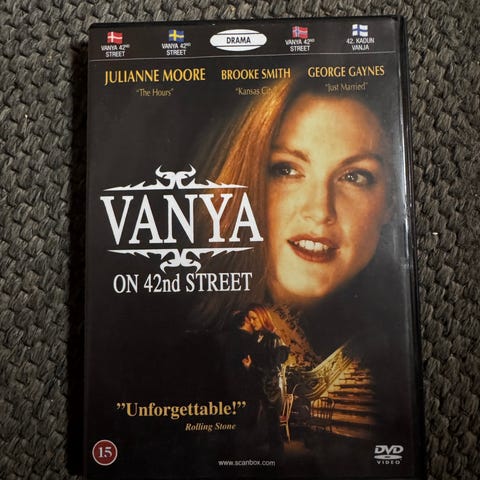 VANYA 42ND
STREET
VANYA 42ND
STREET
DRAMA
VANYA 42ND
STREET
42. KADUN
VANJA
JULIANNE MOORE
"The Hours"
BROOKE SMITH
"Kansas City"
GEORGE GAYNES
"Just Married"
VANYA
ON 42nd STREET
"Unforgettable!"
Rolling Stone
15
www.scanbox.com
DVD
VIDEO